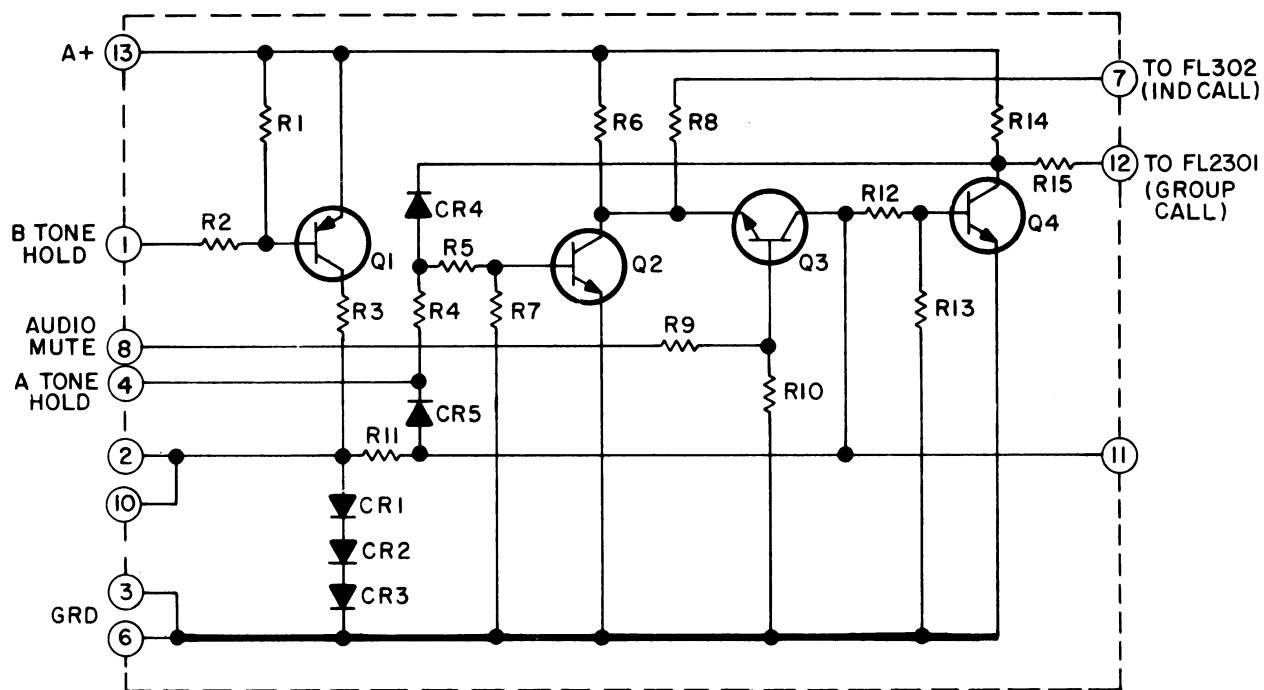 A+ 13
7 TO FL302
(IND CALL)
R1
R6
R8
R14
12 TO FL2301
(GROUP
CALL)
R15
CR4
R12
R2
B TONE
HOLD 1
Q1
R5
Q2
Q3
Q4
R3
R4
R7
R13
AUDIO
MUTE 8
R9
A TONE
HOLD 4
CR5
R10
2
R11
11
10
CR1
CR2
3
CR3
GRD
6